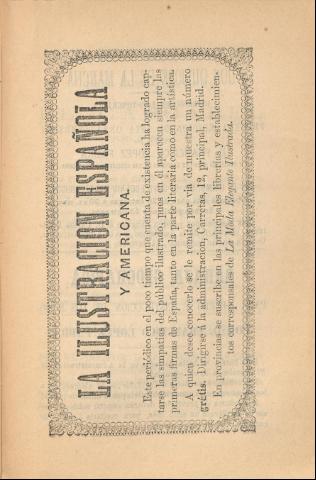 LA ILUSTRACION ESPAÑOLA
Y AMERICANA.
Este periódico en el poco tiempo que cuenta de existencia ha logrado cap-
tarse las simpatías del público ilustrado, pues en él aparecen siempre las
primeras firmas de España, tanto en la parte literaria como en la artística.
A quien desee conocerlo se le remite por vía de muestra un número
grátis. Dirigirse á la administracion, Carretas, 12, principal, Madrid.
En provincias se suscribe en las principales librerías y establecimien-
tos corresponsales de La Moda Elegante Ilustrada.